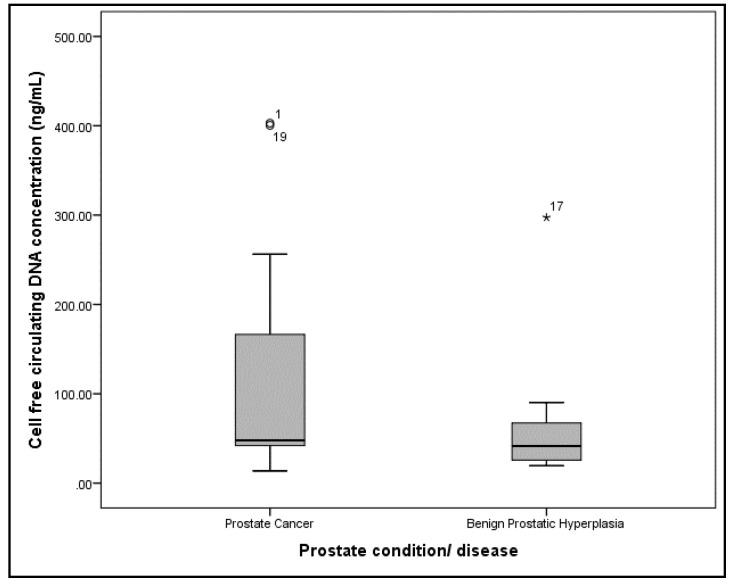 Cell free circulating DNA concentration (ng/mL)
500.00
400.00
300.00
200.00
100.00
.00
1
19
17
Prostate Cancer
Benign Prostatic Hyperplasia
Prostate condition/ disease